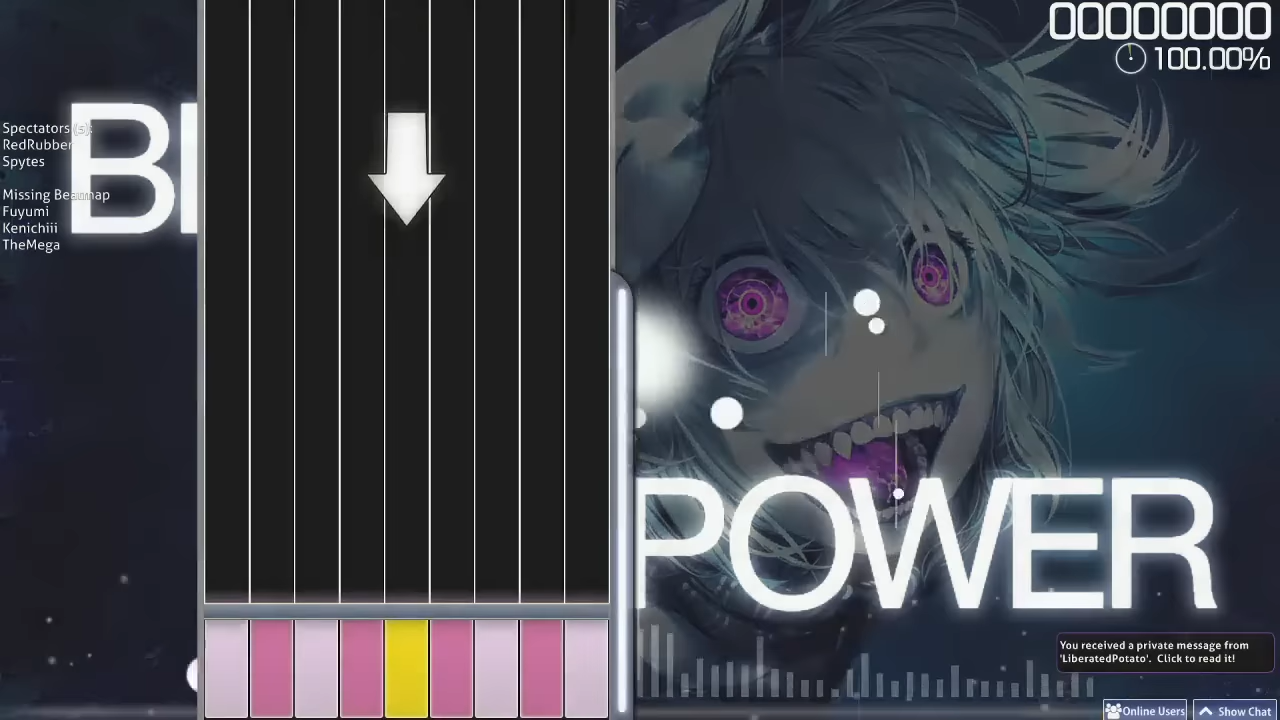 00000000
100.00%
BI
Spectators (5):
RedRubber
Spytes
Missing Beatmap
Fuyumi
Kenichiii
TheMega
POWER
You received a private message from
'LiberatedPotato'. Click to read it!
Online Users
Show Chat